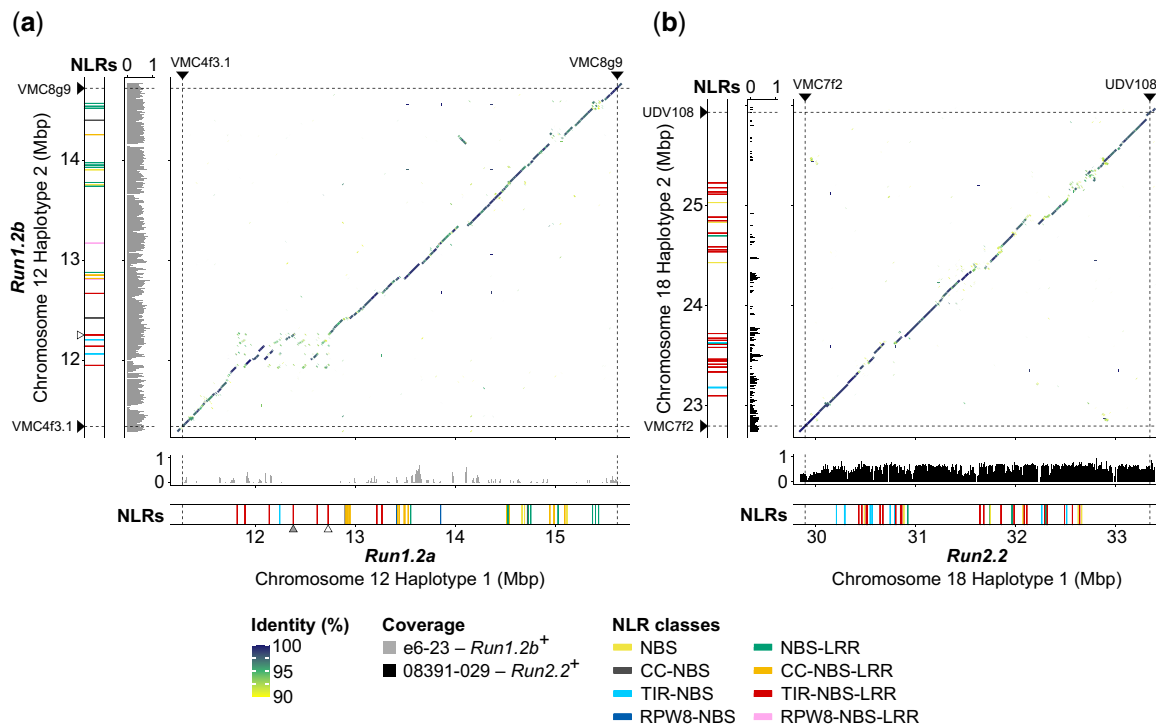 (a)
NLRs 0 1
VMC4f3.1
VMC8g9
VMC8g9
14
13
12
VMC4f3.1
Run1.2b
Chromosome 12 Haplotype 2 (Mbp)
1
0
NLRs
12 13 14 15
Run1.2a
Chromosome 12 Haplotype 1 (Mbp)
(b)
NLRs 0 1
VMC7f2
UDV108
UDV108
25
24
23
VMC7f2
Chromosome 18 Haplotype 2 (Mbp)
1
0
NLRs
30 31 32 33
Run2.2
Chromosome 18 Haplotype 1 (Mbp)
Identity (%)
100
95
90
Coverage
e6-23 – Run1.2b+
08391-029 – Run2.2+
NLR classes
NBS
CC-NBS
TIR-NBS
RPW8-NBS
NBS-LRR
CC-NBS-LRR
TIR-NBS-LRR
RPW8-NBS-LRR